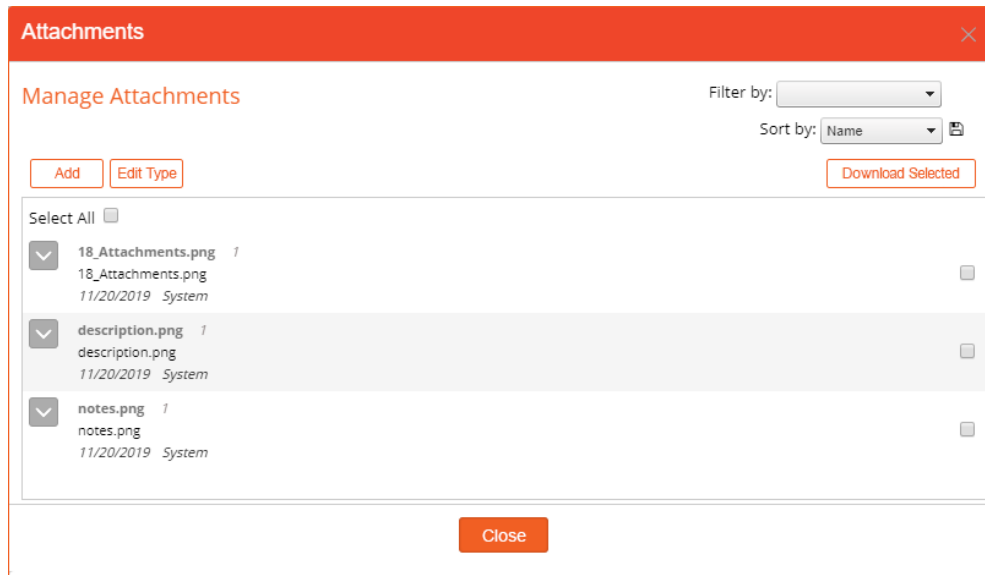 Attachments
Manage Attachments
Filter by:
Sort by: Name
Add Edit Type Download Selected
Select All
18_Attachments.png 1
18_Attachments.png
11/20/2019 System
description.png 1
description.png
11/20/2019 System
notes.png 1
notes.png
11/20/2019 System
Close